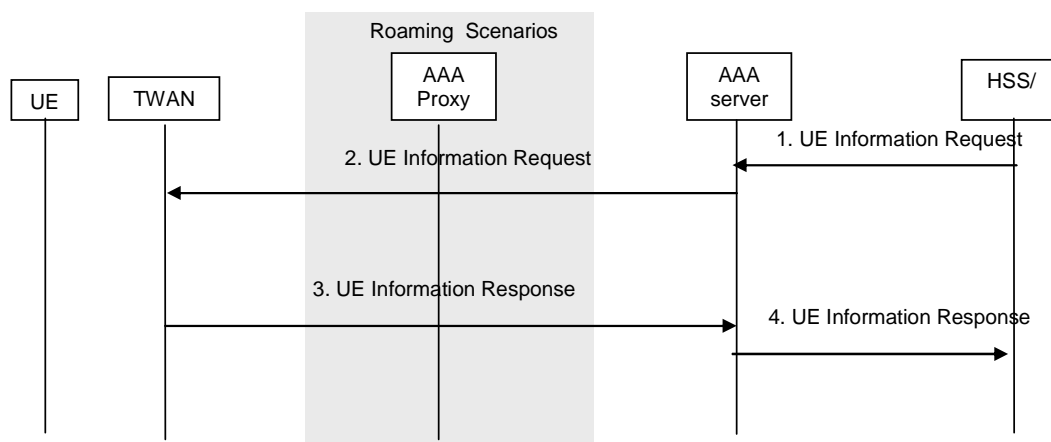 Roaming Scenarios
UE
TWAN
AAA
Proxy
AAA
server
HSS/
1. UE Information Request
2. UE Information Request
3. UE Information Response
4. UE Information Response